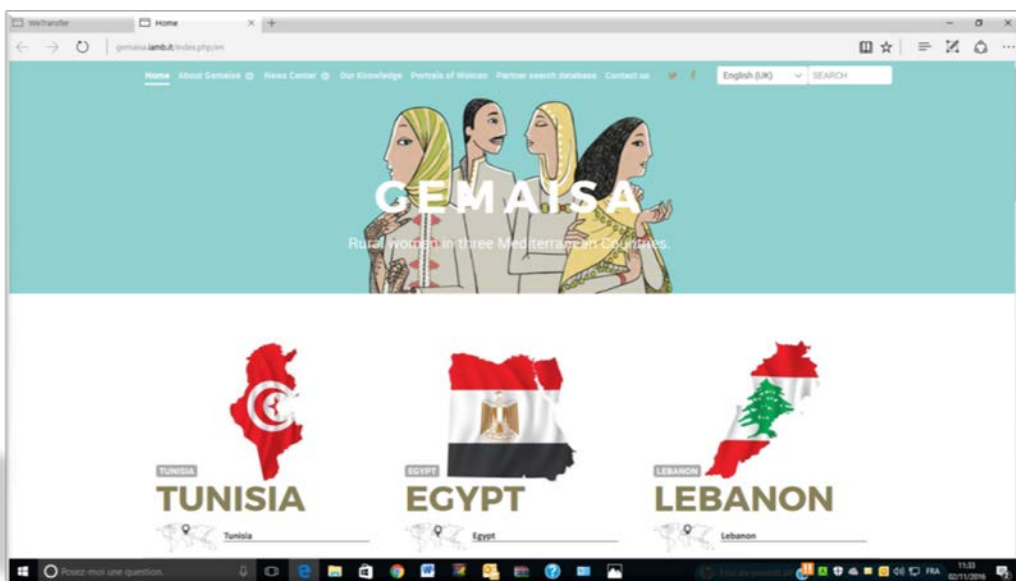 WeTransfer
Home
gemaisa.iamb.it/index.php/en
Home About Gemaisa News Center Our Knowledge Portraits of Women Partner search database Contact us
English (UK)
SEARCH
GEMAISA
Rural women in three Mediterranean Countries.
TUNISIA
TUNISIA
Tunisia
EGYPT
EGYPT
Egypt
LEBANON
LEBANON
Lebanon
Posez-moi une question.
FRA
11:33
02/11/2016